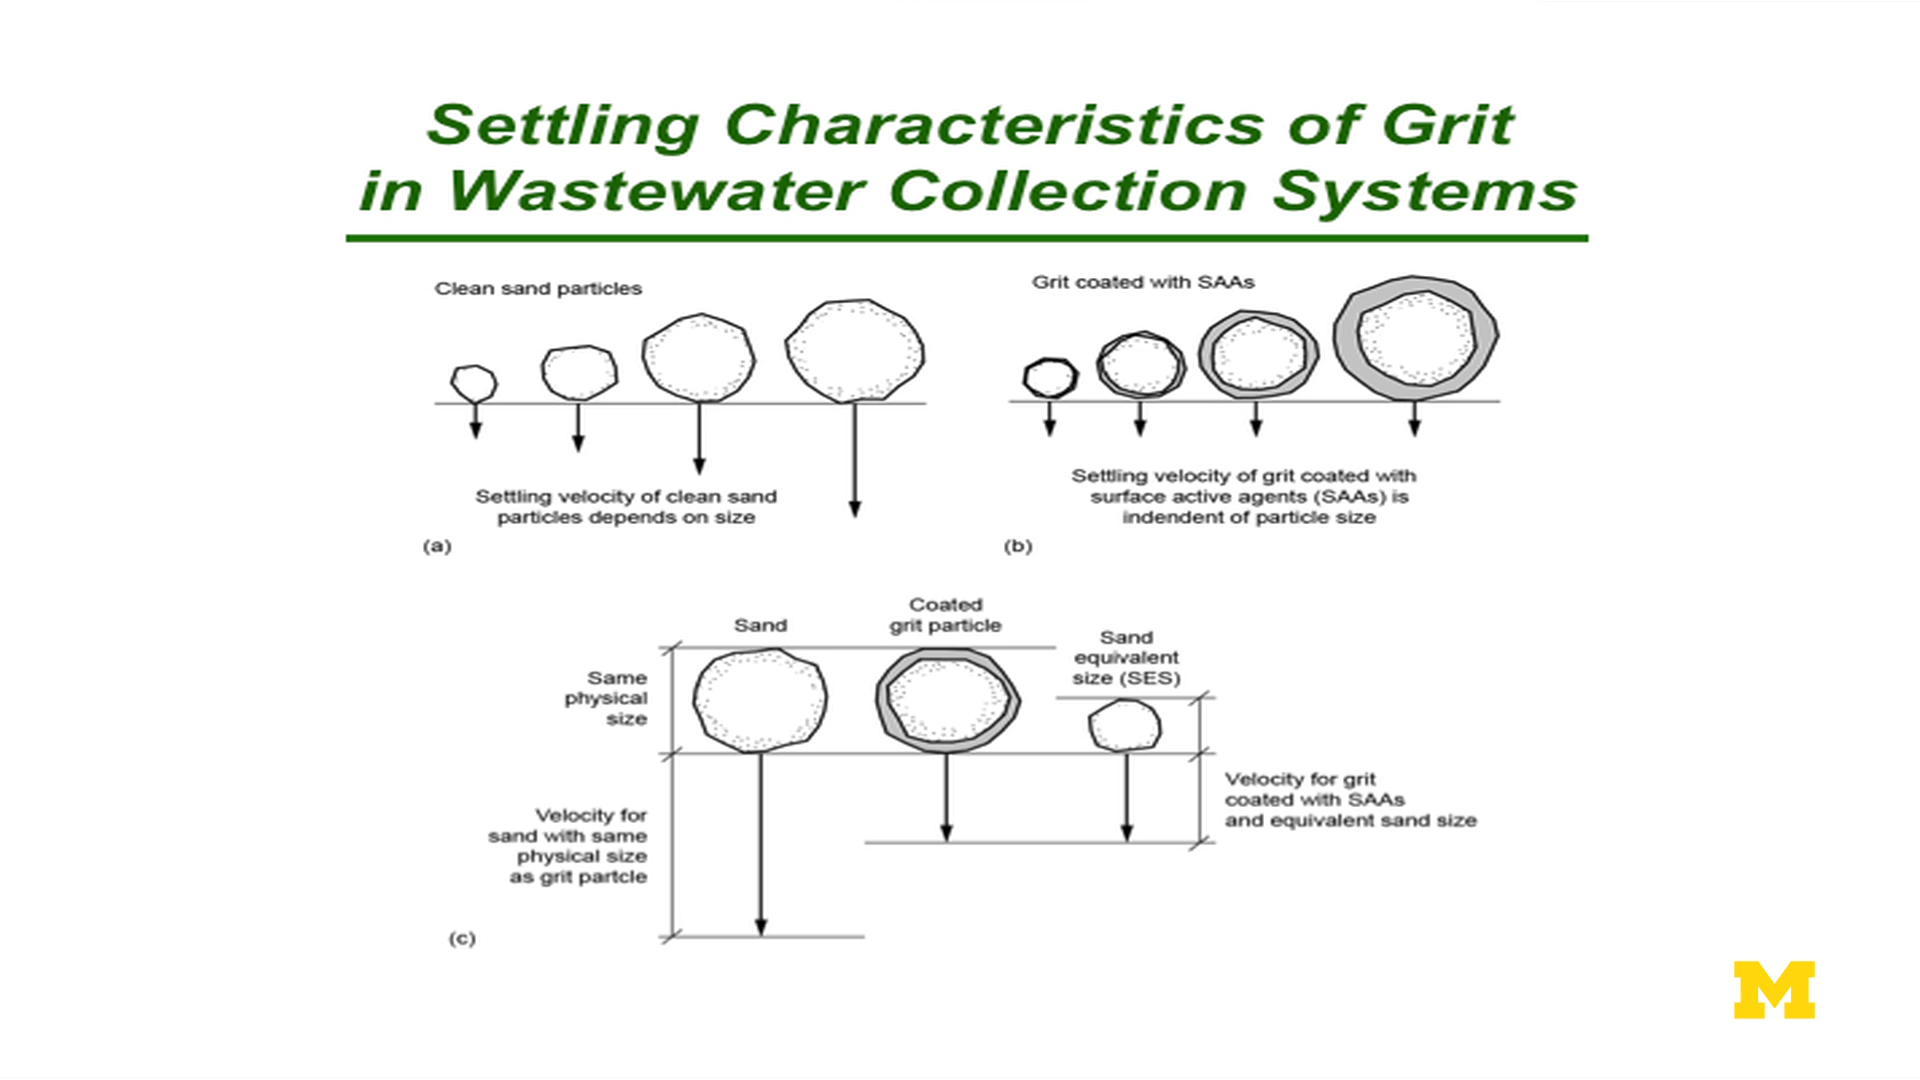 Settling Characteristics of Grit
in Wastewater Collection Systems
Clean sand particles
Settling velocity of clean sand
particles depends on size
(a)
Grit coated with SAAs
Settling velocity of grit coated with
surface active agents (SAAs) is
indendent of particle size
(b)
Sand
Coated
grit particle
Sand
equivalent
size (SES)
Same
physical
size
Velocity for
sand with same
physical size
as grit partcle
Velocity for grit
coated with SAAs
and equivalent sand size
(c)
M